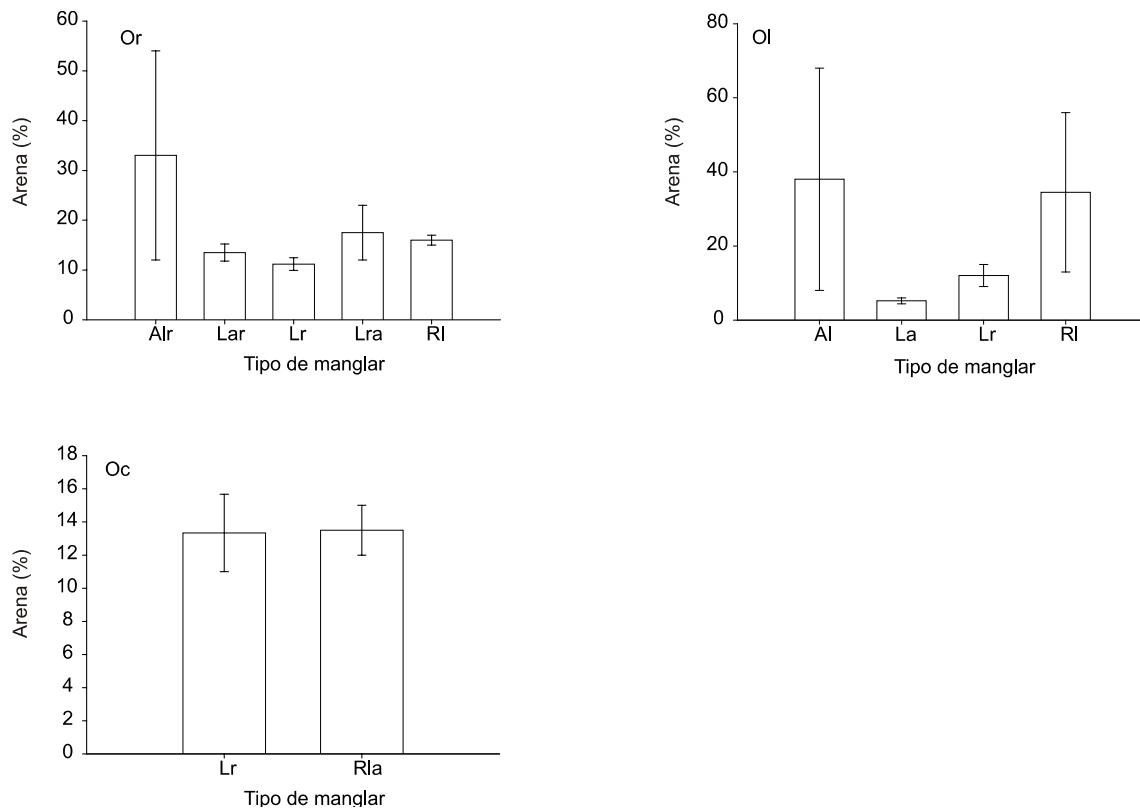 Or
Arena (%)
60
50
40
30
20
10
0
Alr Lar Lr Lra Rl
Tipo de manglar
Ol
Arena (%)
80
60
40
20
0
Al La Lr Rl
Tipo de manglar
Oc
Arena (%)
18
16
14
12
10
8
6
4
2
0
Lr Rla
Tipo de manglar